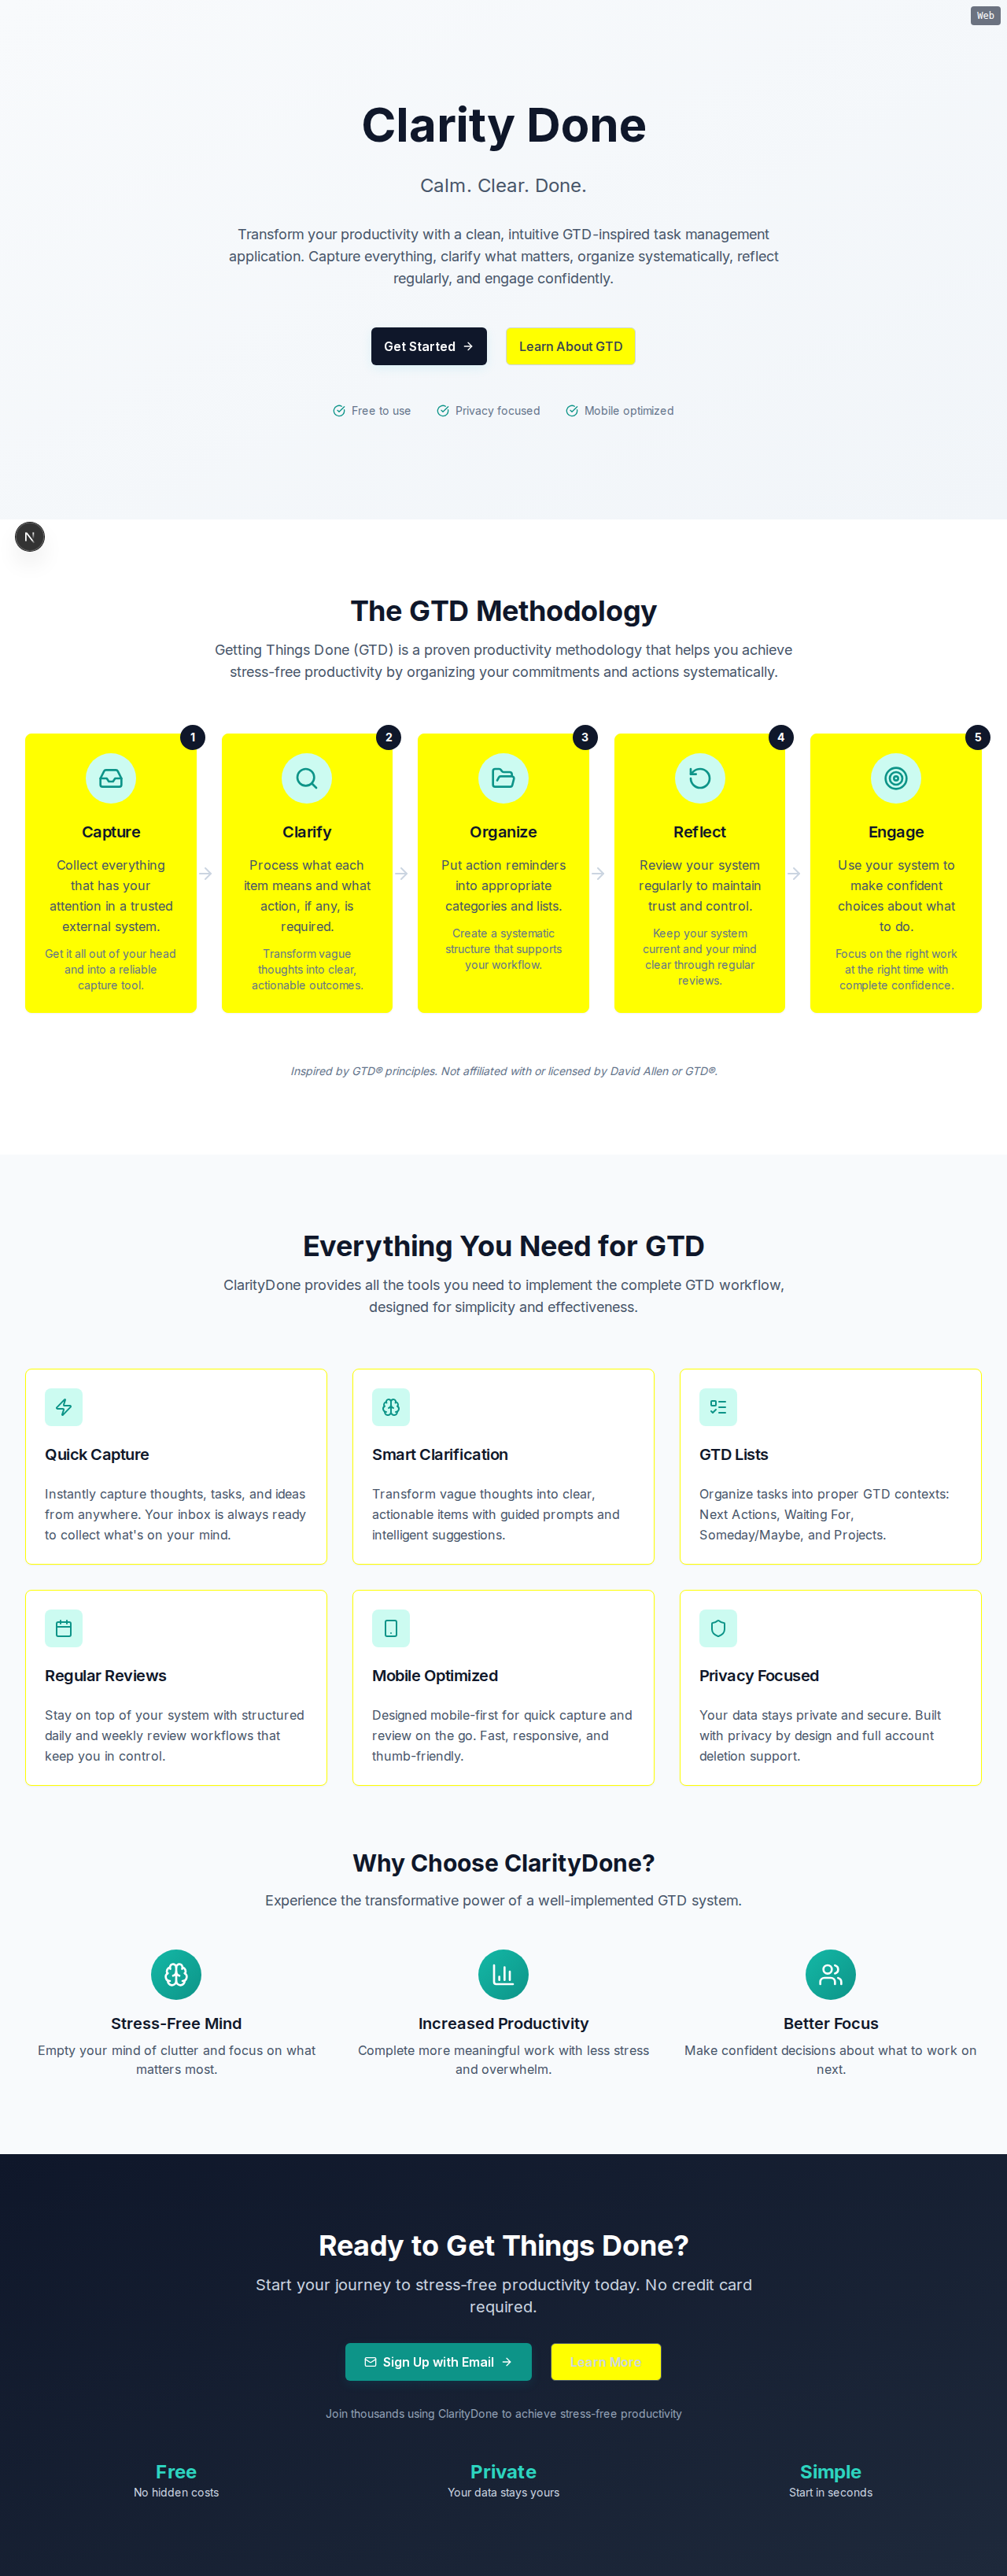 Web
Clarity Done
Calm. Clear. Done.
Transform your productivity with a clean, intuitive GTD-inspired task management
application. Capture everything, clarify what matters, organize systematically, reflect
regularly, and engage confidently.
Get Started
Learn About GTD
Free to use
Privacy focused
Mobile optimized
N
The GTD Methodology
Getting Things Done (GTD) is a proven productivity methodology that helps you achieve
stress-free productivity by organizing your commitments and actions systematically.
1
Capture
Collect everything
that has your
attention in a trusted
external system.
Get it all out of your head
and into a reliable
capture tool.
2
Clarify
Process what each
item means and what
action, if any, is
required.
Transform vague
thoughts into clear,
actionable outcomes.
3
Organize
Put action reminders
into appropriate
categories and lists.
Create a systematic
structure that supports
your workflow.
4
Reflect
Review your system
regularly to maintain
trust and control.
Keep your system
current and your mind
clear through regular
reviews.
5
Engage
Use your system to
make confident
choices about what
to do.
Focus on the right work
at the right time with
complete confidence.
Inspired by GTD® principles. Not affiliated with or licensed by David Allen or GTD®.
Everything You Need for GTD
ClarityDone provides all the tools you need to implement the complete GTD workflow,
designed for simplicity and effectiveness.
Quick Capture
Instantly capture thoughts, tasks, and ideas
from anywhere. Your inbox is always ready
to collect what's on your mind.
Smart Clarification
Transform vague thoughts into clear,
actionable items with guided prompts and
intelligent suggestions.
GTD Lists
Organize tasks into proper GTD contexts:
Next Actions, Waiting For,
Someday/Maybe, and Projects.
Regular Reviews
Stay on top of your system with structured
daily and weekly review workflows that
keep you in control.
Mobile Optimized
Designed mobile-first for quick capture and
review on the go. Fast, responsive, and
thumb-friendly.
Privacy Focused
Your data stays private and secure. Built
with privacy by design and full account
deletion support.
Why Choose ClarityDone?
Experience the transformative power of a well-implemented GTD system.
Stress-Free Mind
Empty your mind of clutter and focus on what
matters most.
Increased Productivity
Complete more meaningful work with less stress
and overwhelm.
Better Focus
Make confident decisions about what to work on
next.
Ready to Get Things Done?
Start your journey to stress-free productivity today. No credit card
required.
Sign Up with Email
Learn More
Join thousands using ClarityDone to achieve stress-free productivity
Free
No hidden costs
Private
Your data stays yours
Simple
Start in seconds